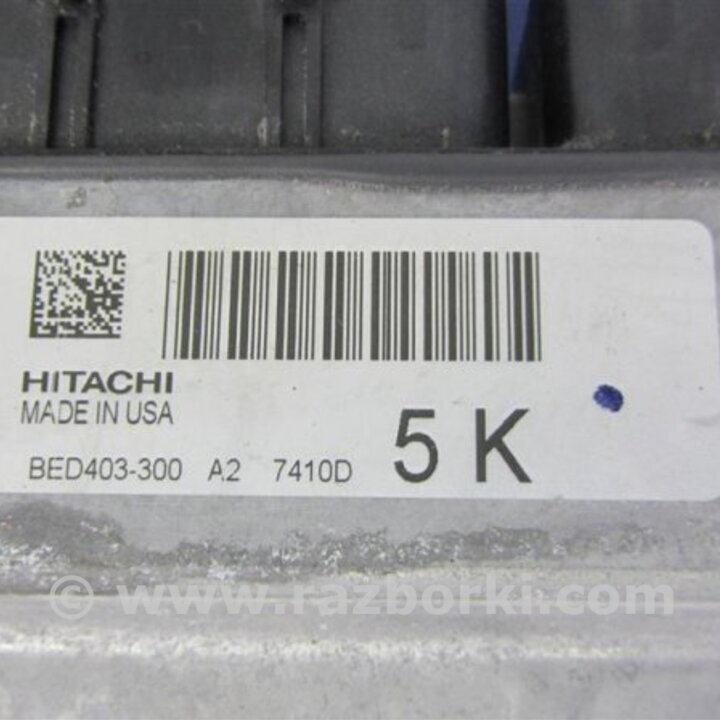 HITACHI
MADE IN USA
BED403-300 A2 7410D 5 K
© www.razborki.com